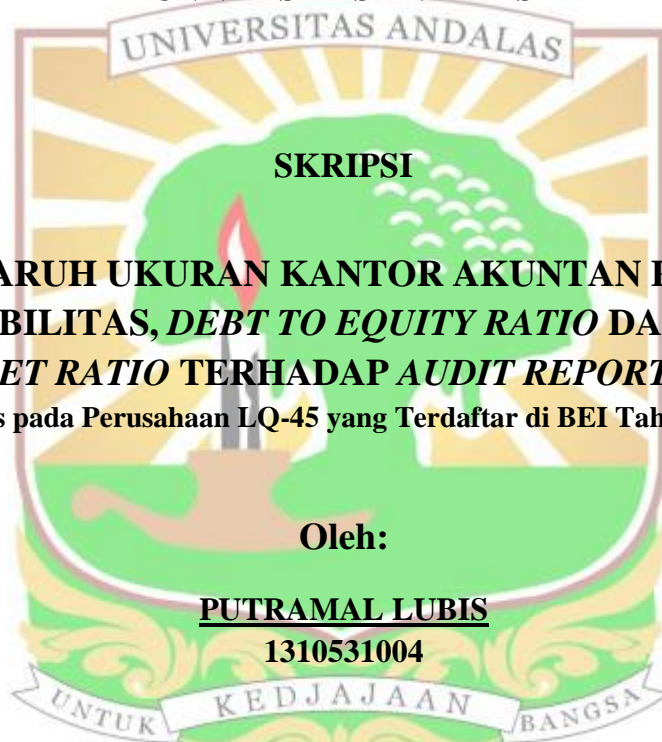 UNIVERSITAS ANDALAS
SKRIPSI
ARUH UKURAN KANTOR AKUNTAN
BILITAS, DEBT TO EQUITY RATIO DA
ET RATIO TERHADAP AUDIT REPORT
s pada Perusahaan LQ-45 yang Terdaftar di BEI Tah
Oleh:
PUTRAMAL LUBIS
1310531004
UNTUK KEDJAJAAN BANGSA